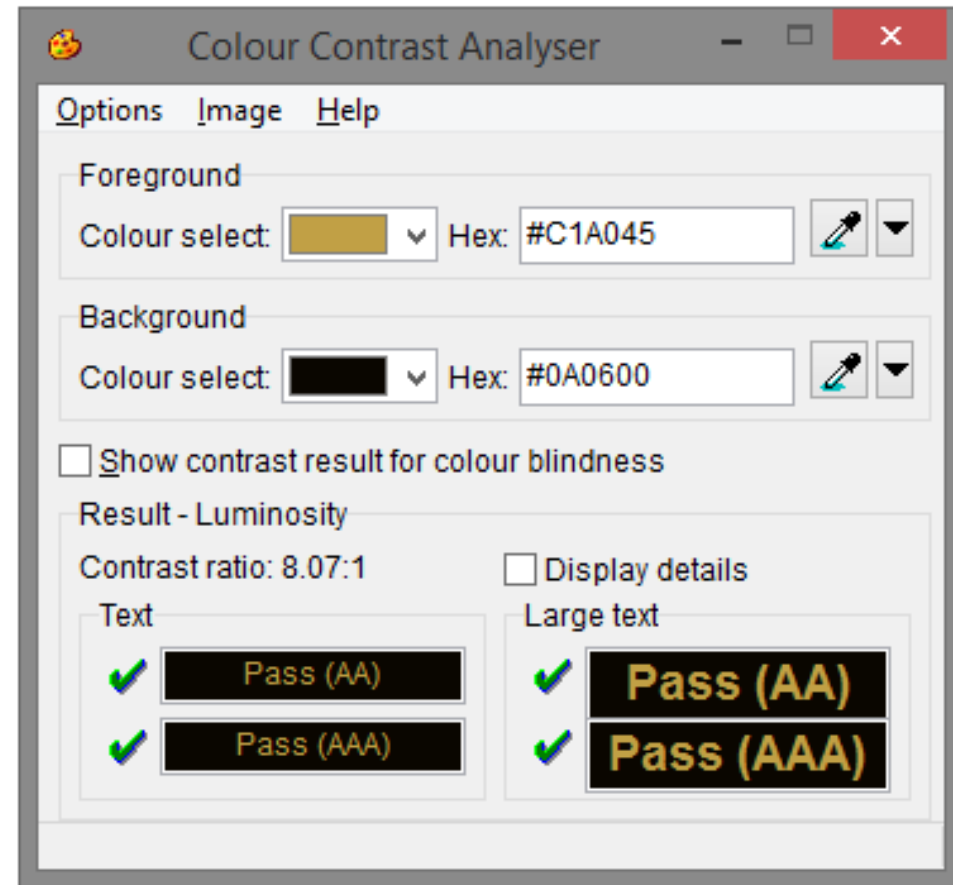 Colour Contrast Analyser
Options Image Help
Foreground
Colour select: Hex: #C1A045
Background
Colour select: Hex: #0A0600
Show contrast result for colour blindness
Result - Luminosity
Contrast ratio: 8.07:1 Display details
Text Large text
Pass (AA) Pass (AA)
Pass (AAA) Pass (AAA)